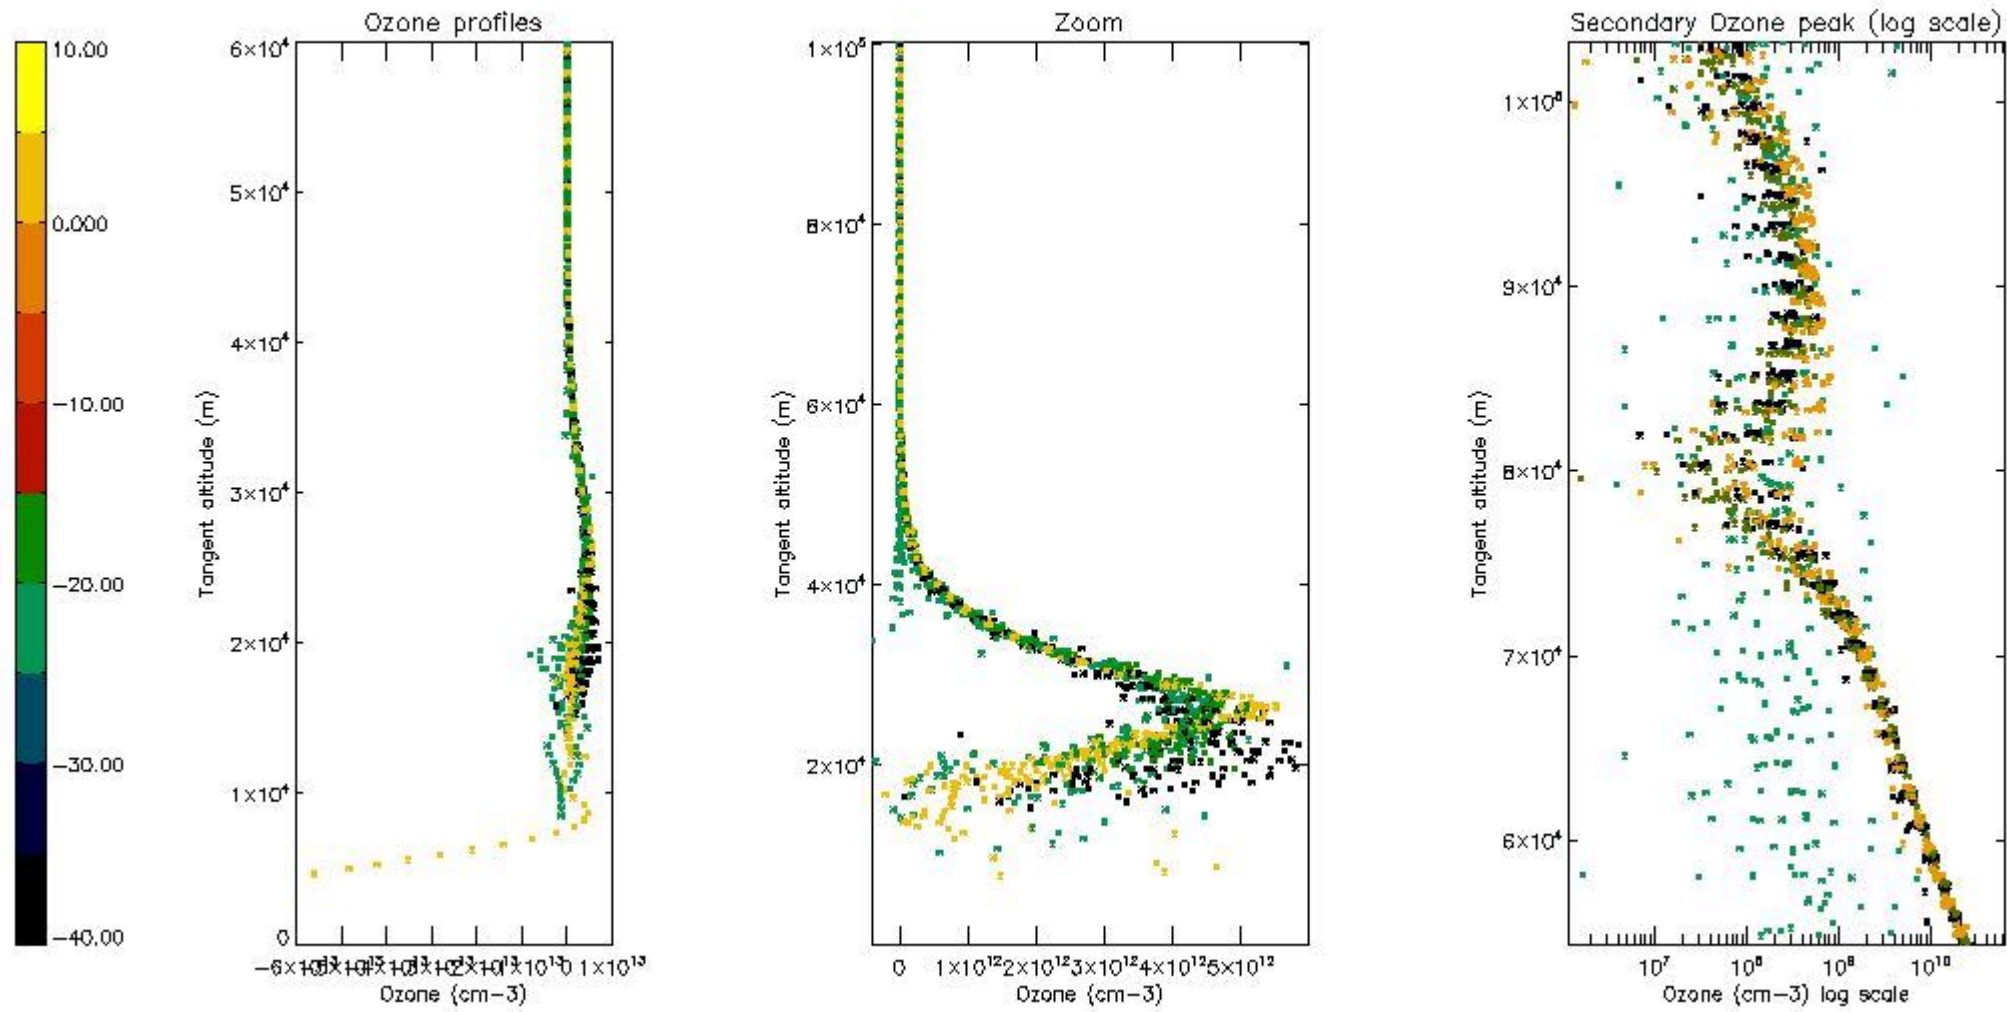 Ozone profiles
Zoom
Secondary Ozone peak (log scale)
10.00
0.000
−10.00
−20.00
−30.00
−40.00
6×10⁴
5×10⁴
4×10⁴
3×10⁴
2×10⁴
1×10⁴
0
Tangent altitude (m)
0 1×10¹³
Ozone (cm−3)
1×10⁵
8×10⁴
6×10⁴
4×10⁴
2×10⁴
Tangent altitude (m)
0 1×10¹² 2×10¹² 3×10¹² 4×10¹² 5×10¹²
Ozone (cm−3)
9×10⁴
8×10⁴
7×10⁴
6×10⁴
Tangent altitude (m)
10⁷ 10⁸ 10⁹ 10¹⁰
Ozone (cm−3) log scale